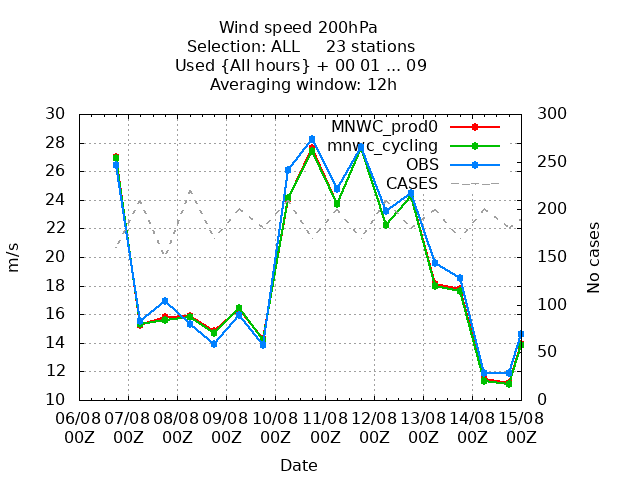 Wind speed 200hPa
Selection: ALL     23 stations
Used {All hours} + 00 01 ... 09
Averaging window: 12h
30
28
26
24
22
20
18
16
14
12
10
300
250
200
150
100
50
0
MNWC_prod0
mnwc_cycling
OBS
CASES
m/s
No cases
06/08 07/08 08/08 09/08 10/08 11/08 12/08 13/08 14/08 15/08
00Z 00Z 00Z 00Z 00Z 00Z 00Z 00Z 00Z 00Z
Date